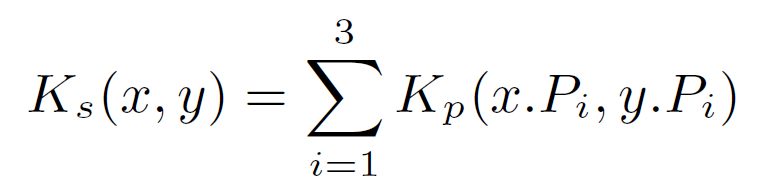 K_s(x, y) = \sum_{i=1}^{3} K_p(x.P_i, y.P_i)